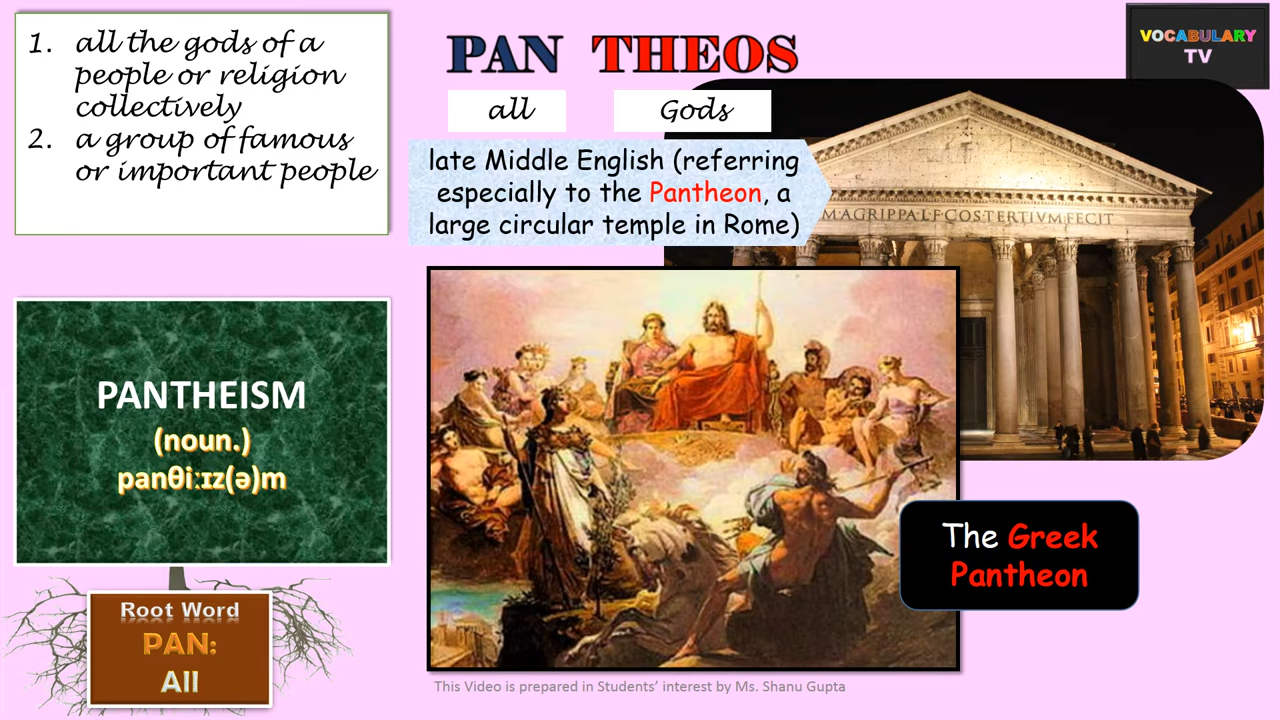 1. all the gods of a
people or religion
collectively
2. a group of famous
or important people
PAN THEOS
all
Gods
late Middle English (referring
especially to the Pantheon, a
large circular temple in Rome)
VOCABULARY
TV
M·AGRIPPA·L·F·COS·TERTIVM·FECIT
PANTHEISM
(noun.)
panθiːɪz(ə)m
Root Word
PAN:
All
The Greek
Pantheon
This Video is prepared in Students’ interest by Ms. Shanu Gupta